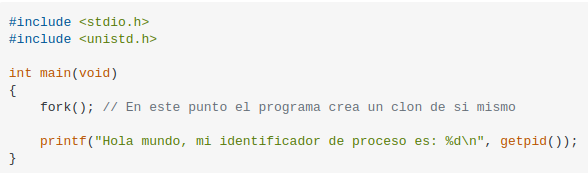 #include <stdio.h>
#include <unistd.h>

int main(void)
{
    fork(); // En este punto el programa crea un clon de si mismo

    printf("Hola mundo, mi identificador de proceso es: %d\n", getpid());
}